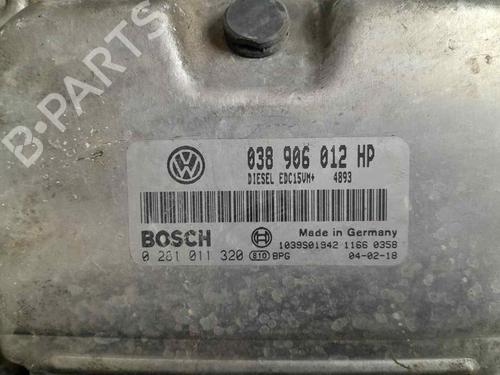 B-PARTS
038 906 012 HP
DIESEL EDC15VM+ 4893
BOSCH
Made in Germany
1039S01942 1166 0358
0 281 011 320 810 BPG 04-02-18